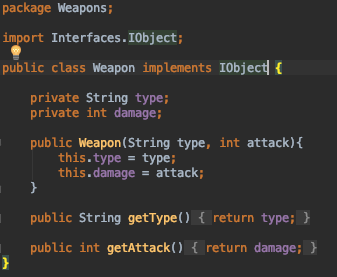 package Weapons;
import Interfaces.IObject;
public class Weapon implements IObject {
private String type;
private int damage;
public Weapon(String type, int attack){
this.type = type;
this.damage = attack;
}
public String getType() { return type; }
public int getAttack() { return damage; }
}